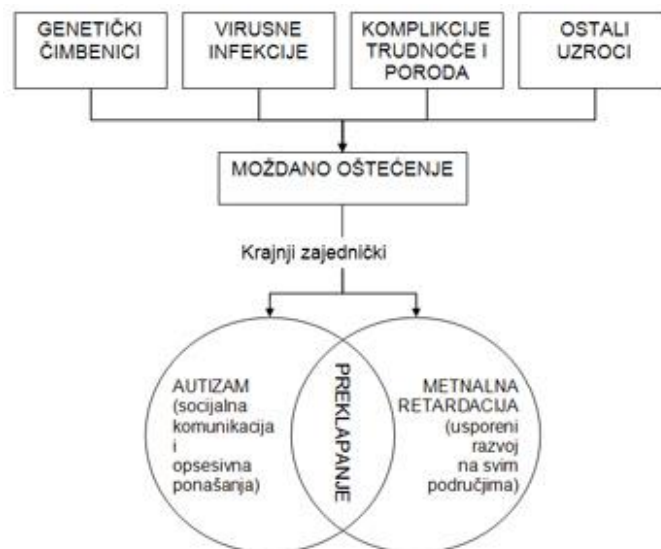 GENETIČKI
ČIMBENICI
VIRUSNE
INFEKCIJE
KOMPLIKCIJE
TRUDNOĆE I
PORODA
OSTALI
UZROCI
MOŽDANO OŠTEĆENJE
Krajnji zajednički
AUTIZAM
(socijalna
komunikacija
i
opsesivna
ponašanja)
PREKLAPANJE
METNALNA
RETARDACIJA
(usporeni
razvoj
na svim
područjima)